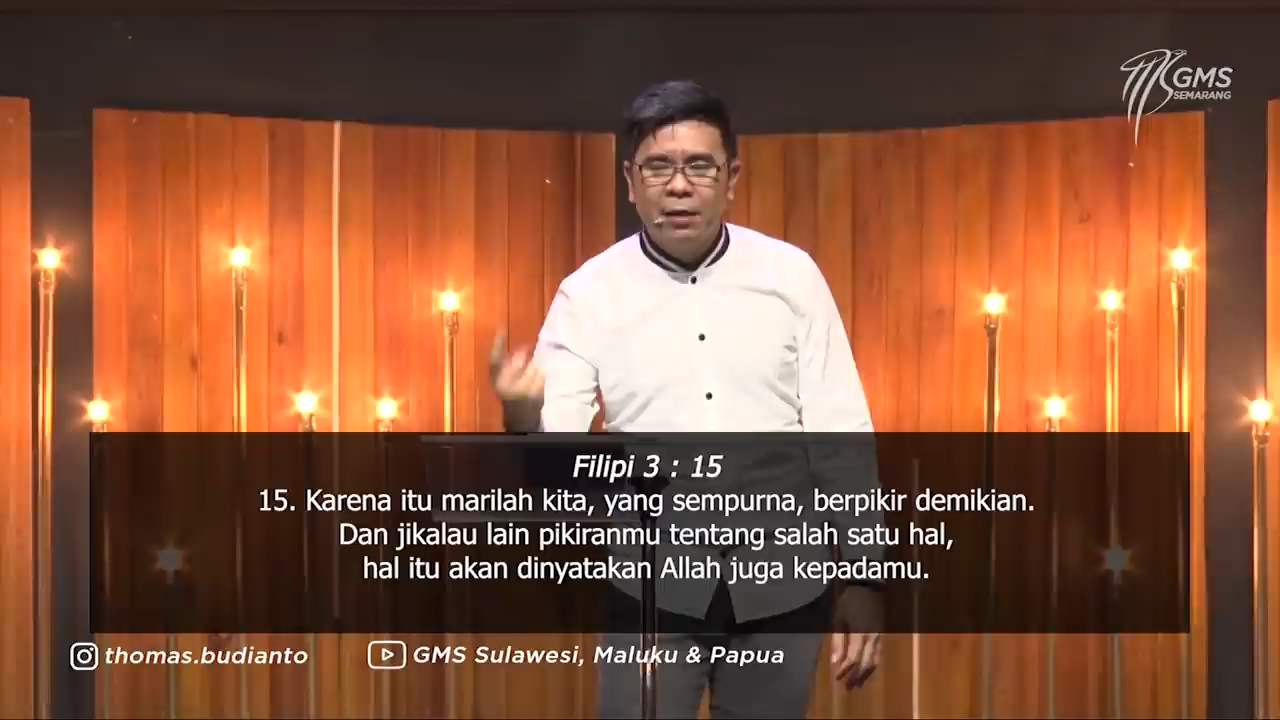 GMS
SEMARANG
Filipi 3 : 15
15. Karena itu marilah kita, yang sempurna, berpikir demikian.
Dan jikalau lain pikiranmu tentang salah satu hal,
hal itu akan dinyatakan Allah juga kepadamu.
thomas.budianto
GMS Sulawesi, Maluku & Papua